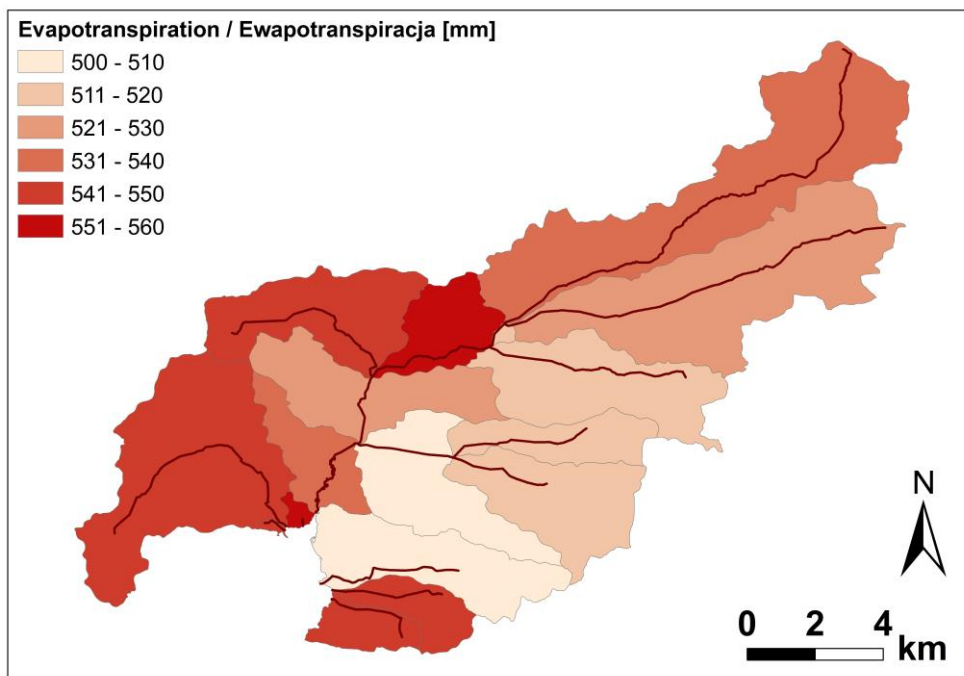 Evapotranspiration / Ewapotranspiracja [mm]
500 - 510
511 - 520
521 - 530
531 - 540
541 - 550
551 - 560
N
0 2 4
km